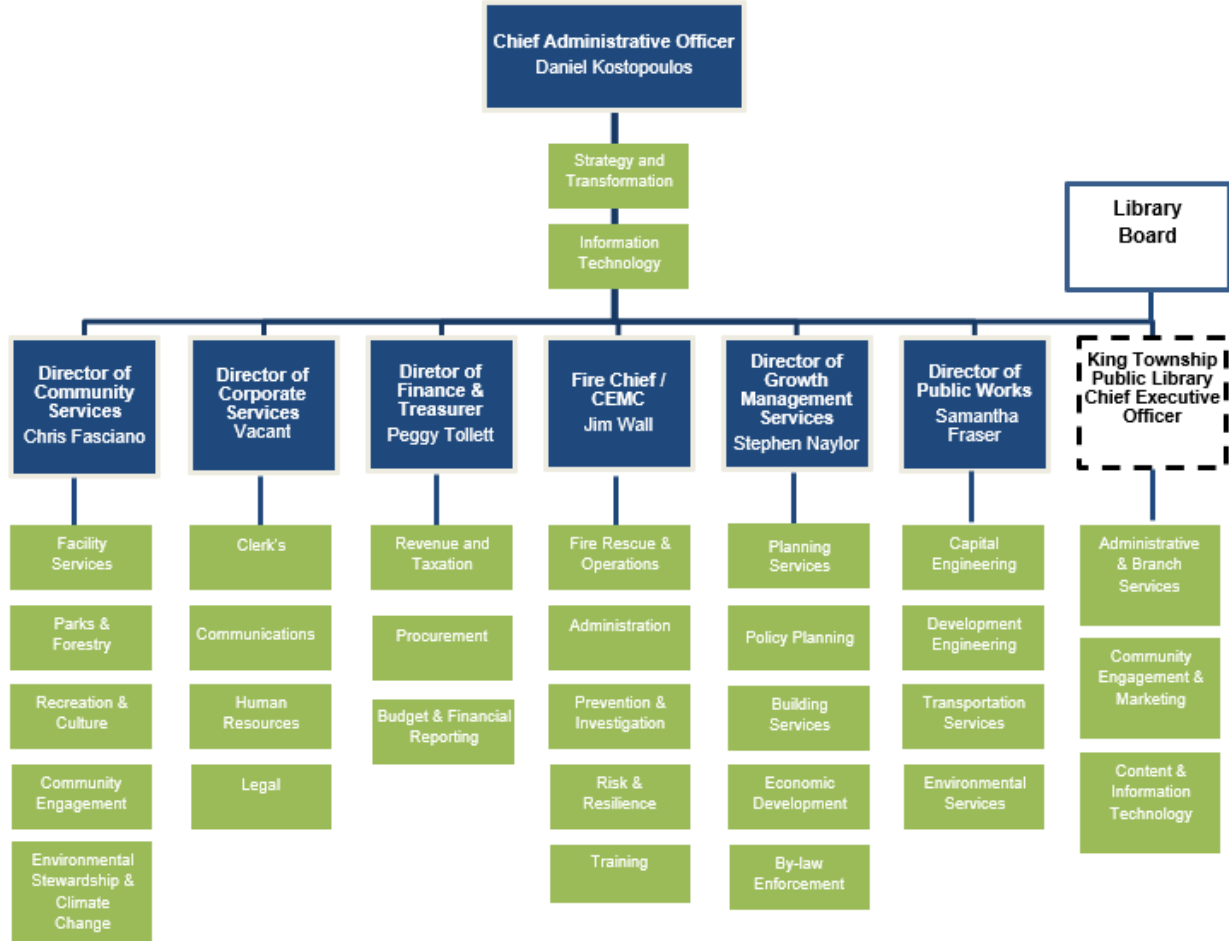 Chief Administrative Officer
Daniel Kostopoulos
Strategy and
Transformation
Information
Technology
Library
Board
Director of
Community
Services
Chris Fasciano
Director of
Corporate
Services
Vacant
Diretor of
Finance &
Treasurer
Peggy Tollett
Fire Chief /
CEMC
Jim Wall
Director of
Growth
Management
Services
Stephen Naylor
Director of
Public Works
Samantha
Fraser
King Township
Public Library
Chief Executive
Officer
Facility
Services
Parks &
Forestry
Recreation &
Culture
Community
Engagement
Environmental
Stewardship &
Climate
Change
Clerk's
Communications
Human
Resources
Legal
Revenue and
Taxation
Procurement
Budget & Financial
Reporting
Fire Rescue &
Operations
Administration
Prevention &
Investigation
Risk &
Resilience
Training
Planning
Services
Policy Planning
Building
Services
Economic
Development
By-law
Enforcement
Capital
Engineering
Development
Engineering
Transportation
Services
Environmental
Services
Administrative
& Branch
Services
Community
Engagement &
Marketing
Content &
Information
Technology